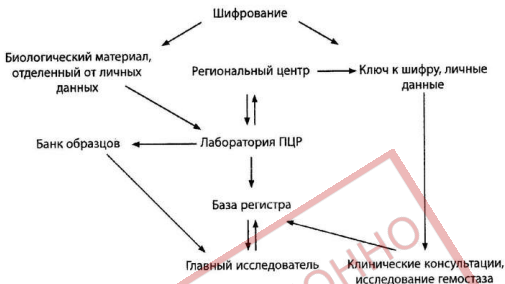 Шифрование
Биологический материал,
отделенный от личных
данных
Региональный центр
Ключ к шифру, личные
данные
Банк образцов
Лаборатория ПЦР
База регистра
Главный исследователь
Клинические консультации,
исследование гемостаза